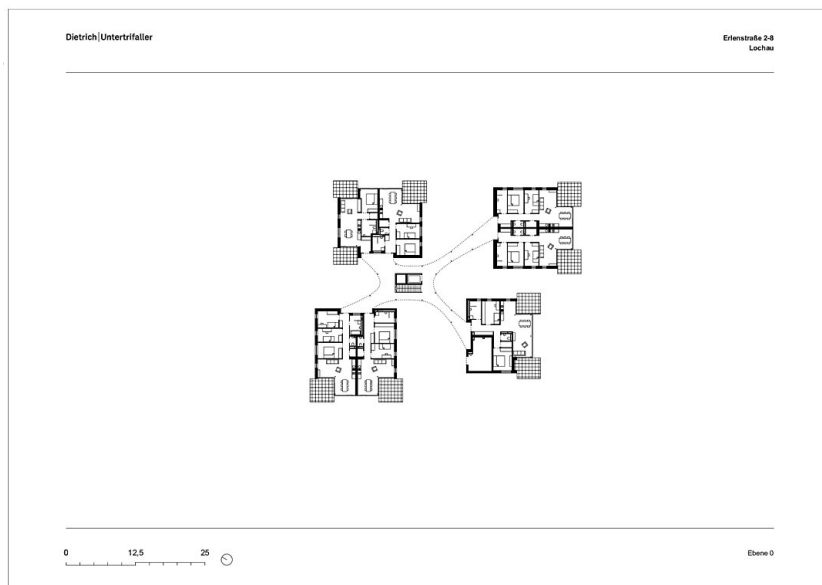 Dietrich|Untertrifaller
Erlenstraße 2-8
Lochau
0 12,5 25
Ebene 0